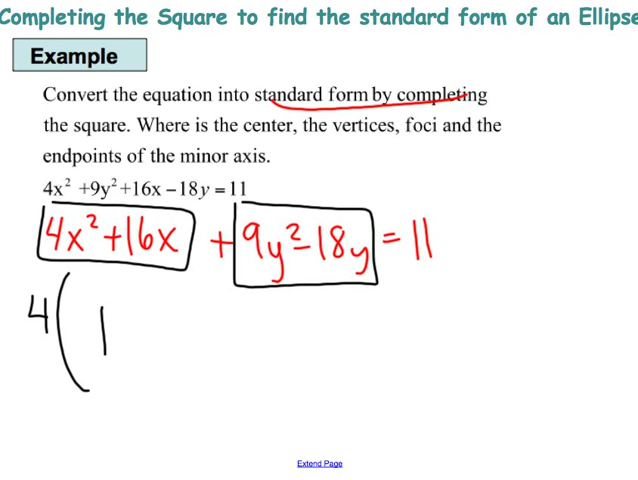 Completing the Square to find the standard form of an Ellipse
Example
Convert the equation into standard form by completing
the square. Where is the center, the vertices, foci and the
endpoints of the minor axis.
4x² +9y²+16x –18y = 11
4x²+16x + 9y²-18y = 11
4( 1
Extend Page